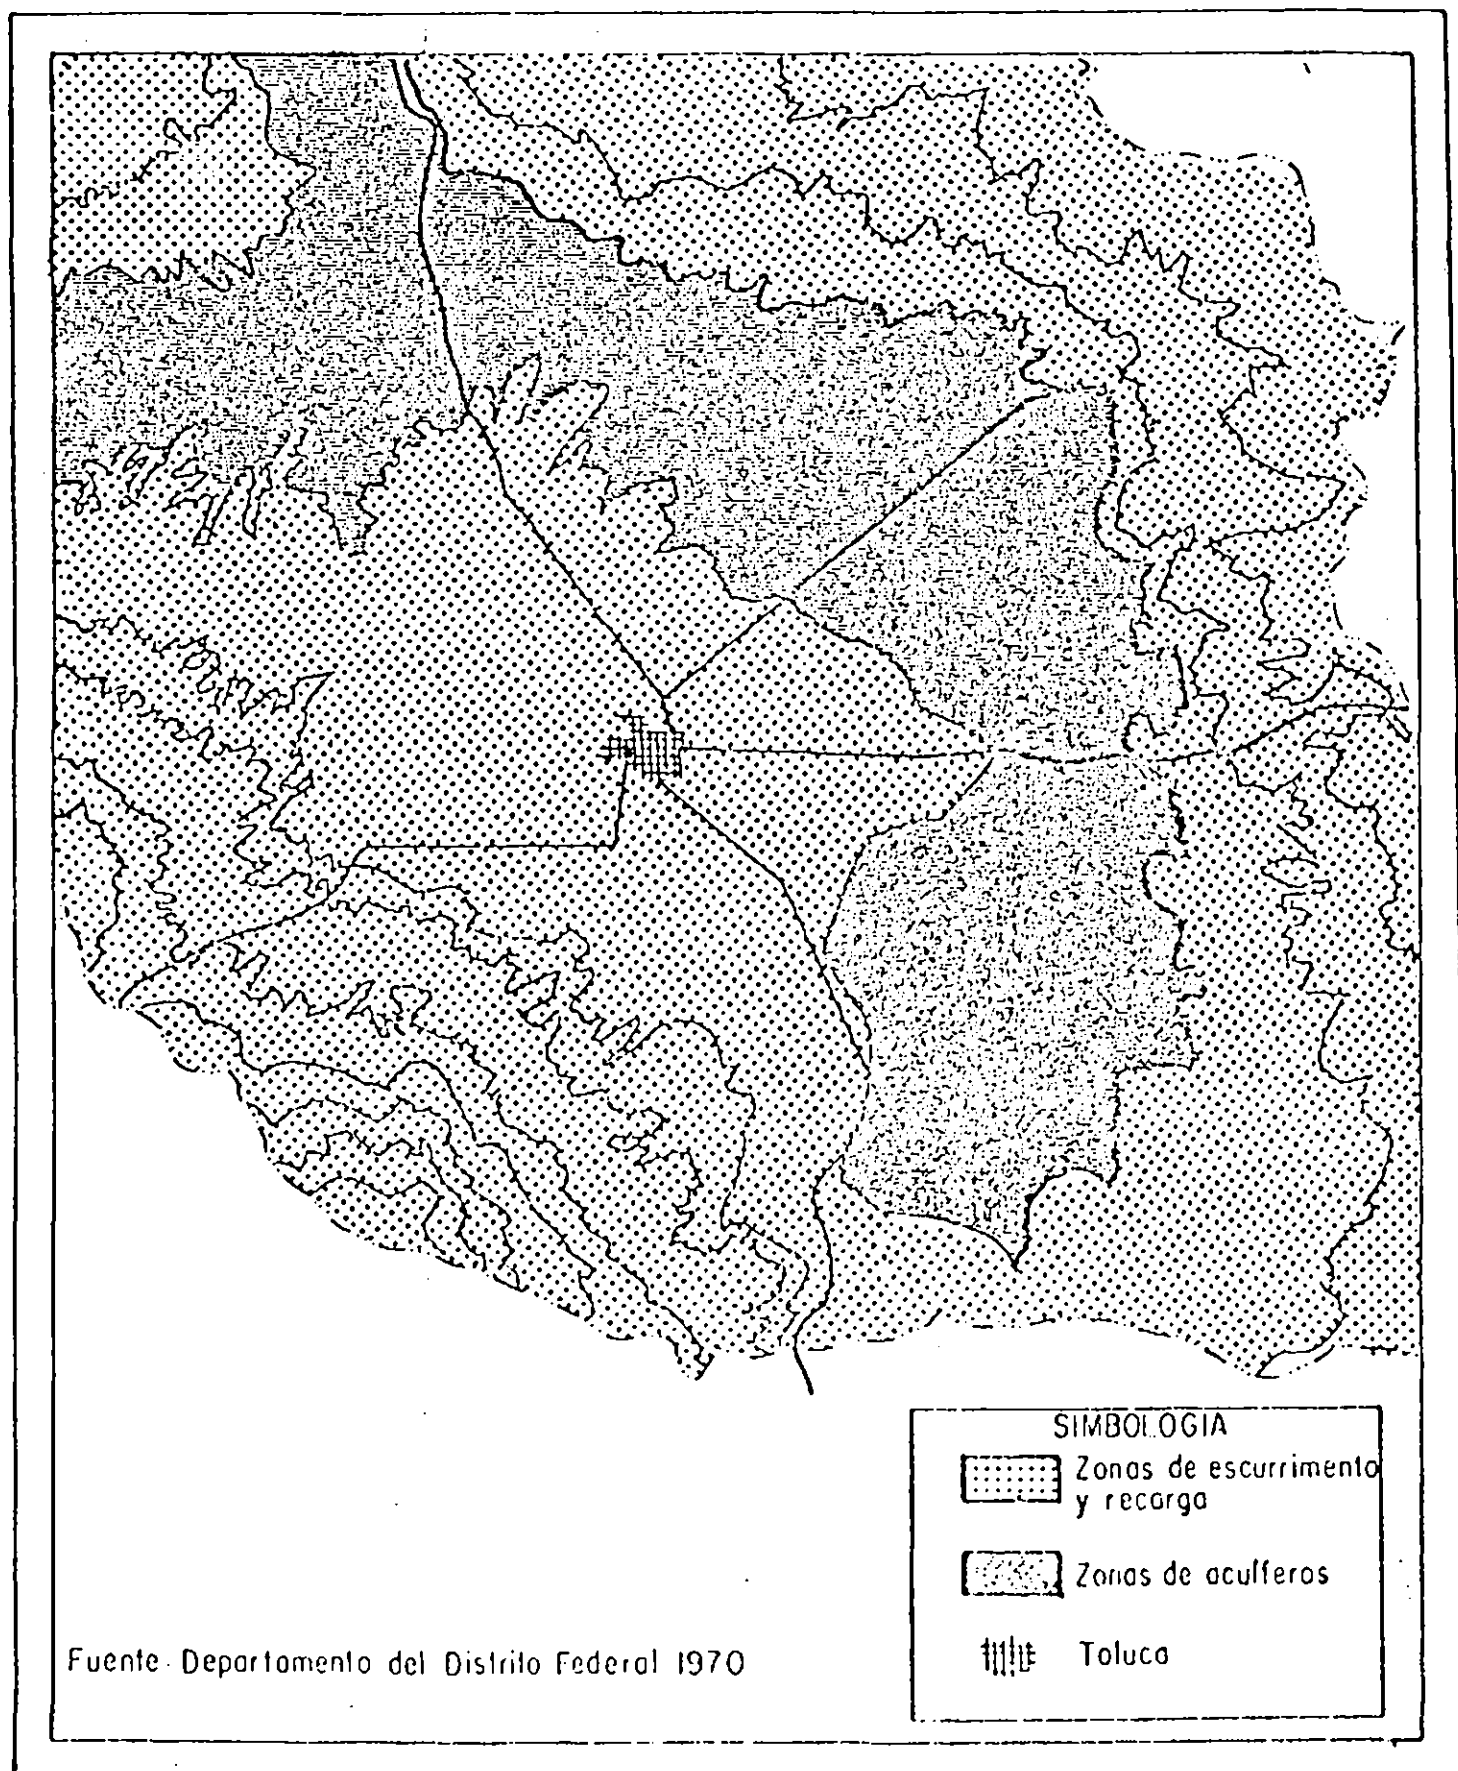 SIMBOLOGIA
Zonas de escurrimento
y recarga
Zonas de acuíferos
Toluca
Fuente Departamento del Distrito Federal 1970